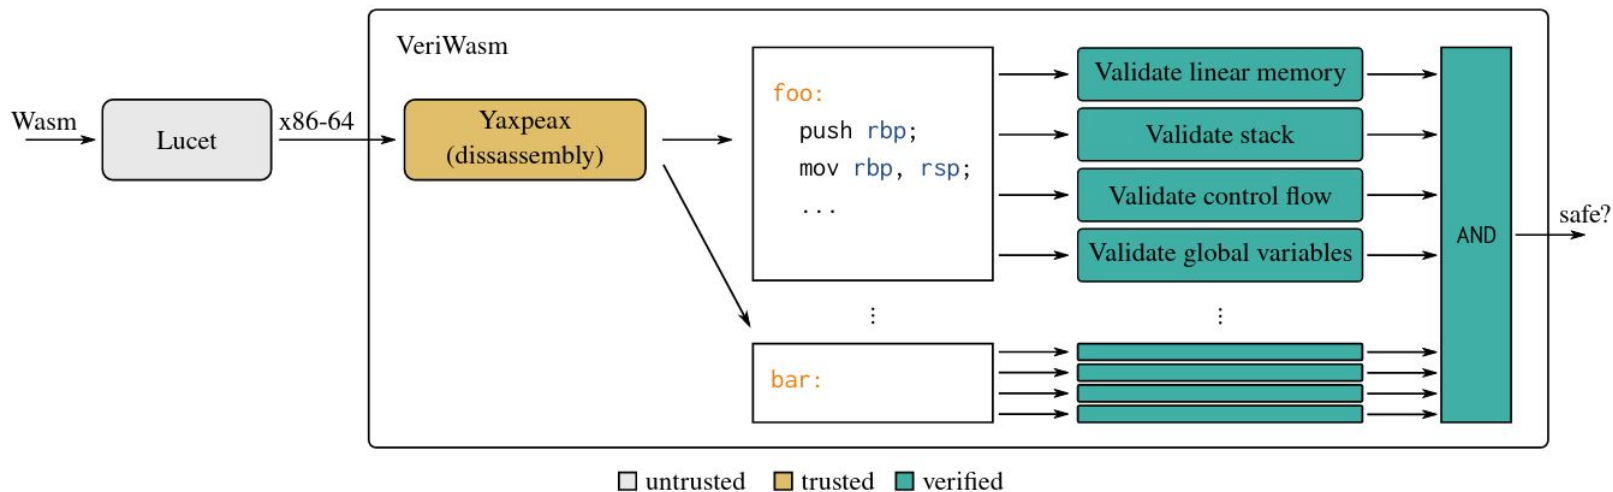 VeriWasm
Wasm
Lucet
x86-64
Yaxpeax
(dissassembly)
foo:
push rbp;
mov rbp, rsp;
...
Validate linear memory
Validate stack
Validate control flow
Validate global variables
AND
safe?
bar:
untrusted
trusted
verified